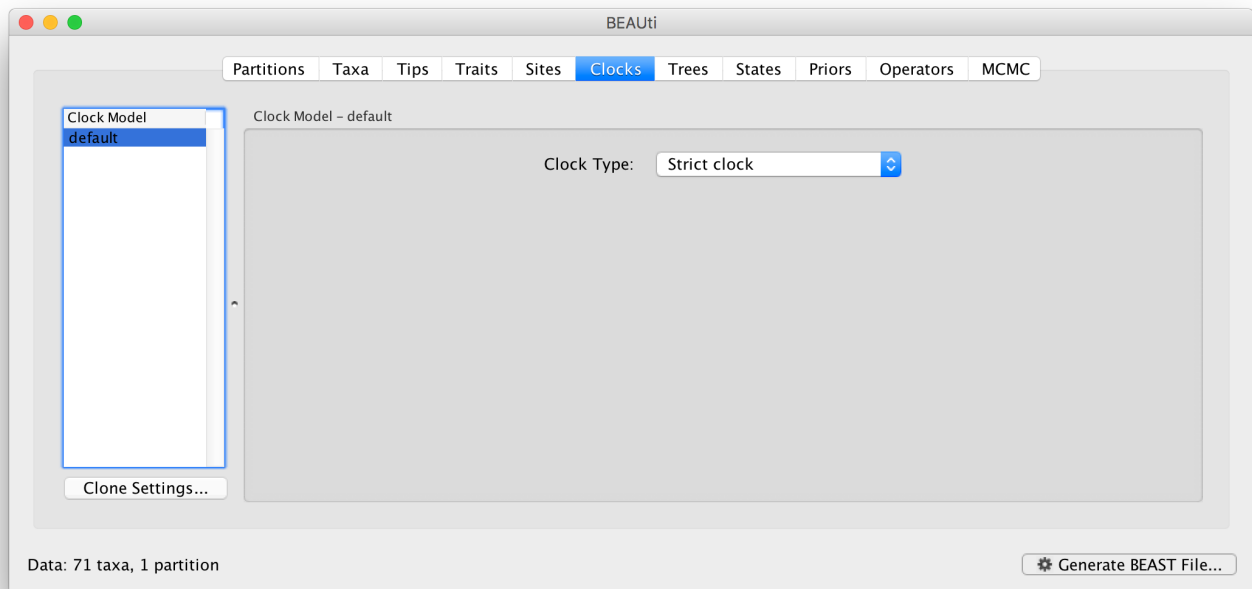 BEAUti
Partitions Taxa Tips Traits Sites Clocks Trees States Priors Operators MCMC
Clock Model
default
Clone Settings...
Clock Model – default
Clock Type: Strict clock
Data: 71 taxa, 1 partition
Generate BEAST File...